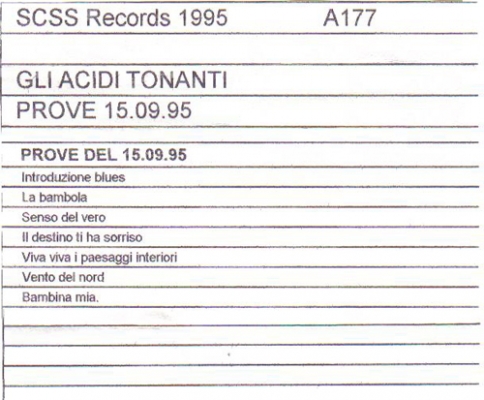 SCSS Records 1995 A177
GLI ACIDI TONANTI
PROVE 15.09.95
PROVE DEL 15.09.95
Introduzione blues
La bambola
Senso del vero
Il destino ti ha sorriso
Viva viva i paesaggi interiori
Vento del nord
Bambina mia.